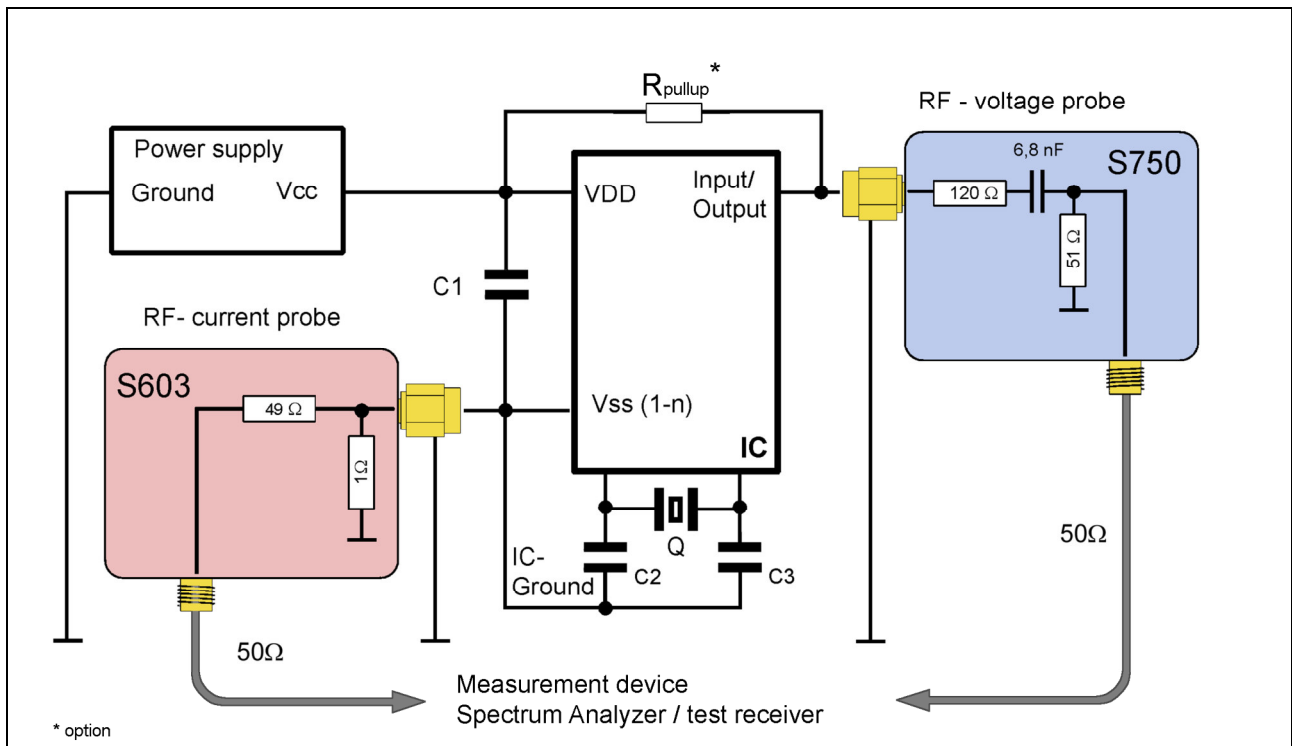 Rpullup*
RF - voltage probe
Power supply
Ground
Vcc
VDD
Input/
Output
6,8 nF
S750
120 Ω
51 Ω
C1
RF- current probe
S603
49 Ω
1Ω
Vss (1-n)
IC
Q
C2
C3
IC-
Ground
50Ω
50Ω
Measurement device
Spectrum Analyzer / test receiver
* option